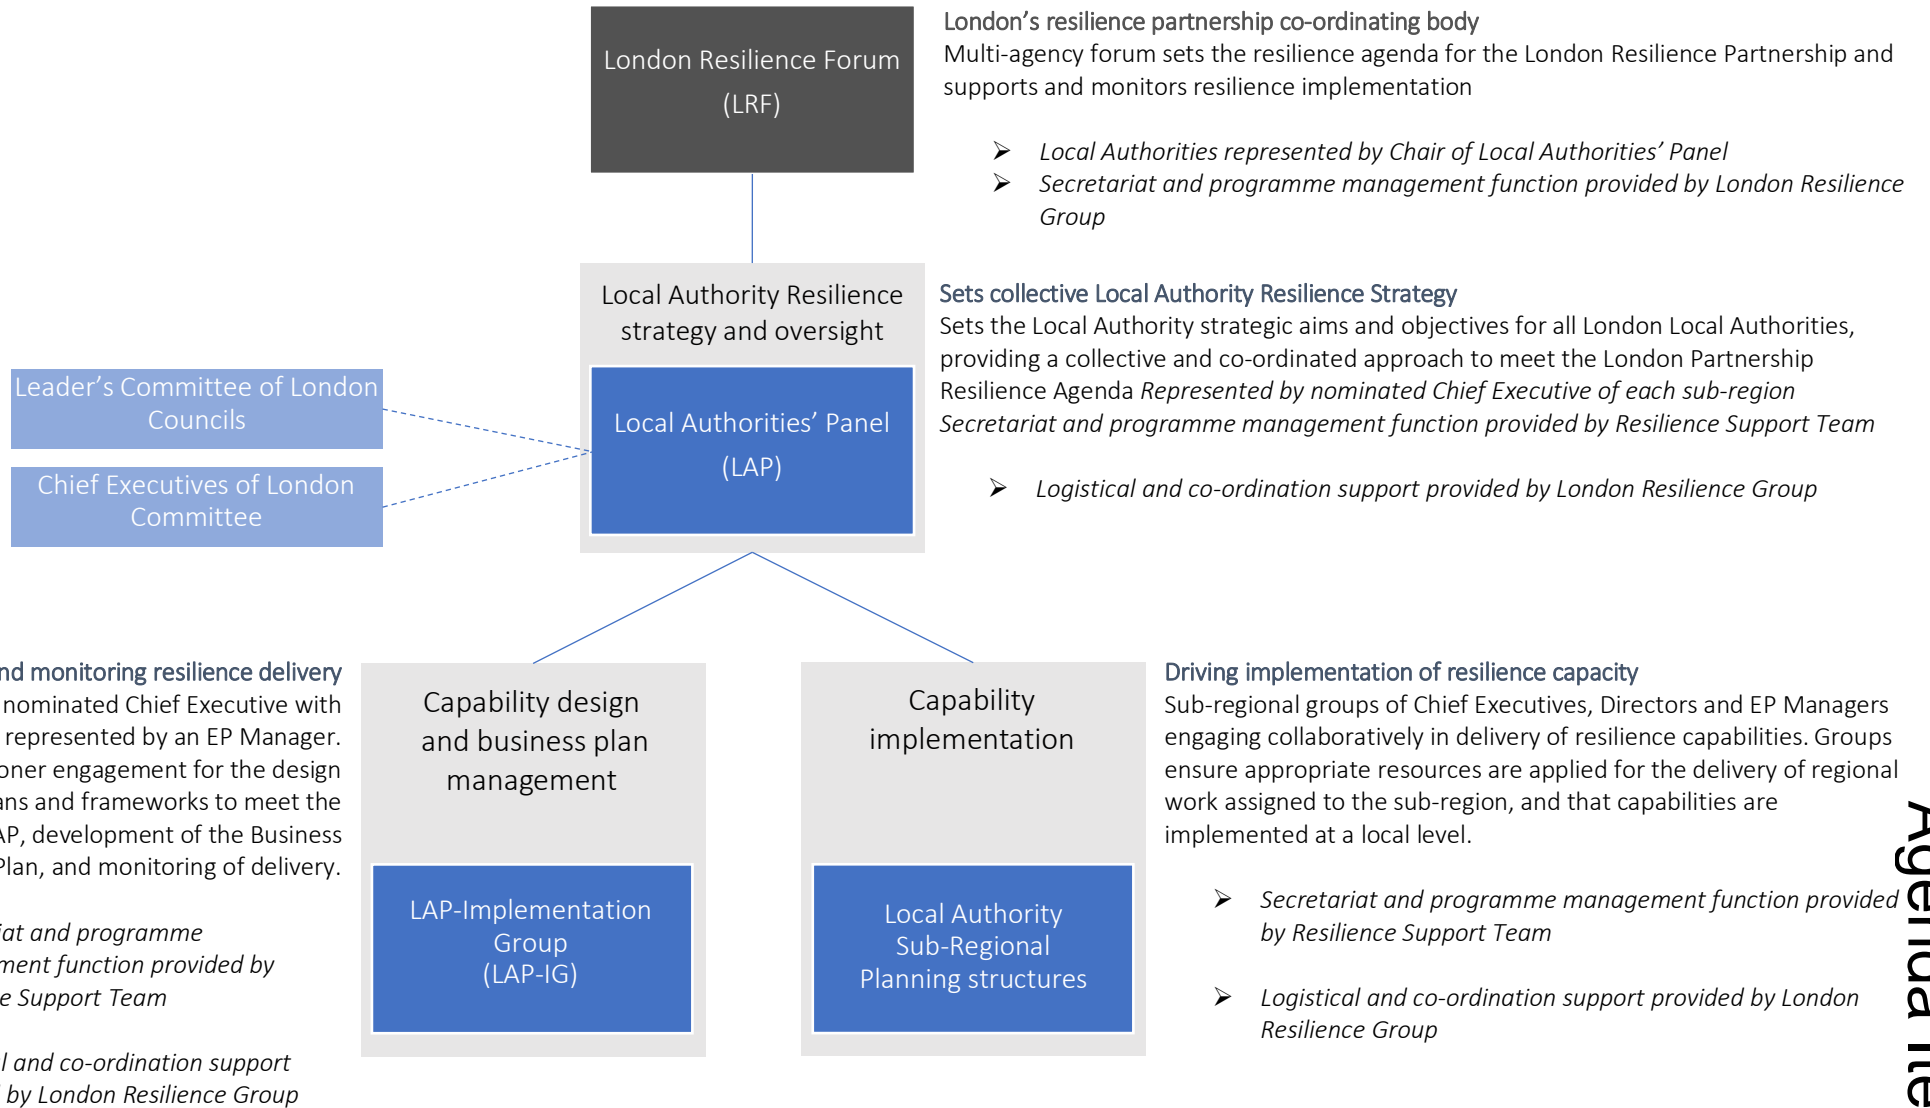 London Resilience Forum
(LRF)
London’s resilience partnership co-ordinating body
Multi-agency forum sets the resilience agenda for the London Resilience Partnership and
supports and monitors resilience implementation
➢ Local Authorities represented by Chair of Local Authorities’ Panel
➢ Secretariat and programme management function provided by London Resilience
Group
Local Authority Resilience
strategy and oversight
Local Authorities’ Panel
(LAP)
Sets collective Local Authority Resilience Strategy
Sets the Local Authority strategic aims and objectives for all London Local Authorities,
providing a collective and co-ordinated approach to meet the London Partnership
Resilience Agenda Represented by nominated Chief Executive of each sub-region
Secretariat and programme management function provided by Resilience Support Team
➢ Logistical and co-ordination support provided by London Resilience Group
Leader’s Committee of London
Councils
Chief Executives of London
Committee
monitoring resilience delivery
nominated Chief Executive with
represented by an EP Manager.
engagement for the design
and frameworks to meet the
development of the Business
Plan, and monitoring of delivery.
and programme
function provided by
Support Team
and co-ordination support
by London Resilience Group
Capability design
and business plan
management
LAP-Implementation
Group
(LAP-IG)
Capability
implementation
Local Authority
Sub-Regional
Planning structures
Driving implementation of resilience capacity
Sub-regional groups of Chief Executives, Directors and EP Managers
engaging collaboratively in delivery of resilience capabilities. Groups
ensure appropriate resources are applied for the delivery of regional
work assigned to the sub-region, and that capabilities are
implemented at a local level.
➢ Secretariat and programme management function provided
by Resilience Support Team
➢ Logistical and co-ordination support provided by London
Resilience Group
Agenda